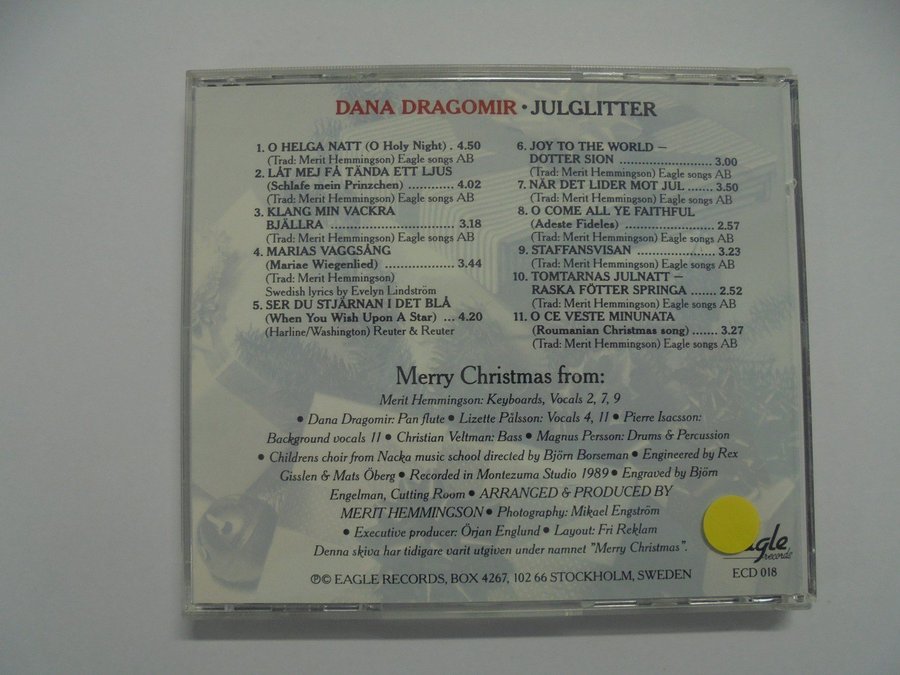 DANA DRAGOMIR • JULGLITTER
1. O HELGA NATT (O Holy Night) . 4.50
(Trad: Merit Hemmingson) Eagle songs AB
2. LÅT MEJ FÅ TÄNDA ETT LJUS
(Schlafe mein Prinzchen) ............ 4.02
(Trad: Merit Hemmingson) Eagle songs AB
3. KLANG MIN VACKRA
BJÄLLRA ................................ 3.18
(Trad: Merit Hemmingson) Eagle songs AB
4. MARIAS VAGGSÅNG
(Mariae Wiegenlied) .................. 3.44
(Trad: Merit Hemmingson)
Swedish lyrics by Evelyn Lindström
5. SER DU STJÄRNAN I DET BLÅ
(When You Wish Upon A Star) ... 4.20
(Harline/Washington) Reuter & Reuter
6. JOY TO THE WORLD –
DOTTER SION ........................ 3.00
(Trad: Merit Hemmingson) Eagle songs AB
7. NÄR DET LIDER MOT JUL ....... 3.50
(Trad: Merit Hemmingson) Eagle songs AB
8. O COME ALL YE FAITHFUL
(Adeste Fideles) ....................... 2.57
(Trad: Merit Hemmingson) Eagle songs AB
9. STAFFANSVISAN ..................... 3.23
(Trad: Merit Hemmingson) Eagle songs AB
10. TOMTARNAS JULNATT –
RASKA FÖTTER SPRINGA ....... 2.52
(Trad: Merit Hemmingson) Eagle songs AB
11. O CE VESTE MINUNATA
(Roumanian Christmas song) ....... 3.27
(Trad: Merit Hemmingson) Eagle songs AB
Merry Christmas from:
Merit Hemmingson: Keyboards, Vocals 2, 7, 9
• Dana Dragomir: Pan flute • Lizette Pålsson: Vocals 4, 11 • Pierre Isacsson:
Background vocals 11 • Christian Veltman: Bass • Magnus Persson: Drums & Percussion
• Childrens choir from Nacka music school directed by Björn Borseman • Engineered by Rex
Gisslen & Mats Öberg • Recorded in Montezuma Studio 1989 • Engraved by Björn
Engelman, Cutting Room • ARRANGED & PRODUCED BY
MERIT HEMMINGSON • Photography: Mikael Engström
• Executive producer: Örjan Englund • Layout: Fri Reklam
Denna skiva har tidigare varit utgiven under namnet "Merry Christmas".
℗© EAGLE RECORDS, BOX 4267, 102 66 STOCKHOLM, SWEDEN
records
ECD 018